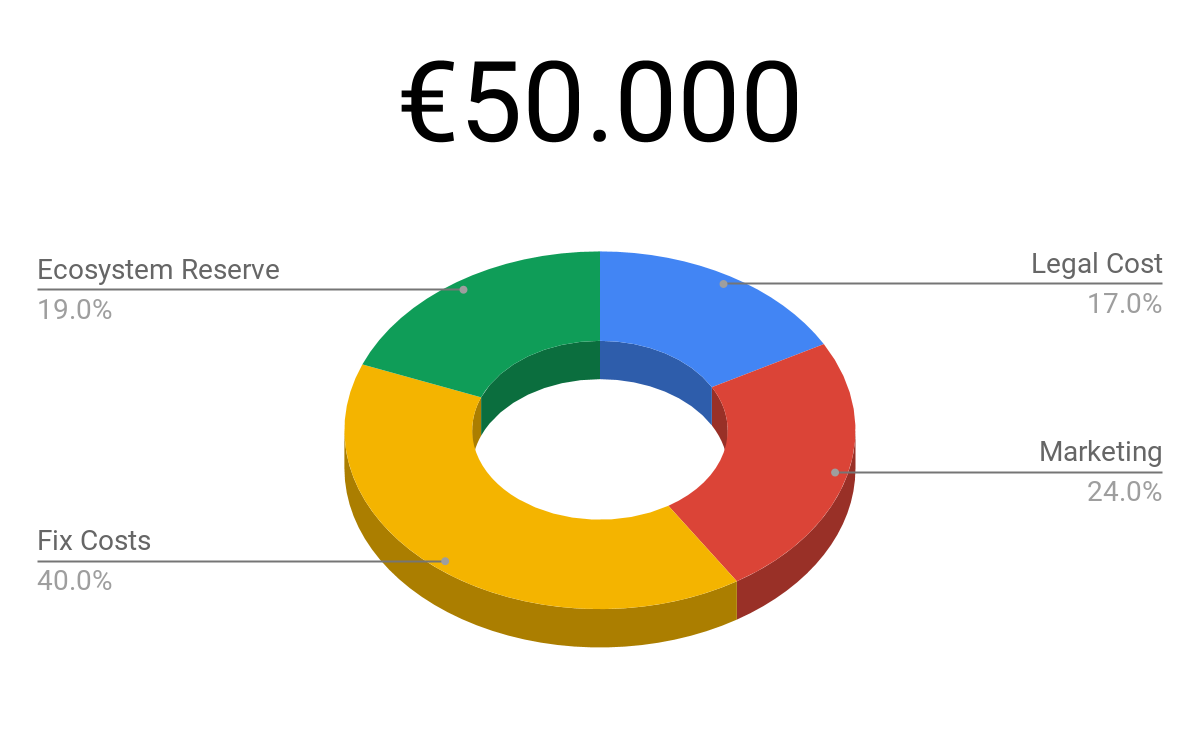 €50.000
Ecosystem Reserve
19.0%
Legal Cost
17.0%
Marketing
24.0%
Fix Costs
40.0%